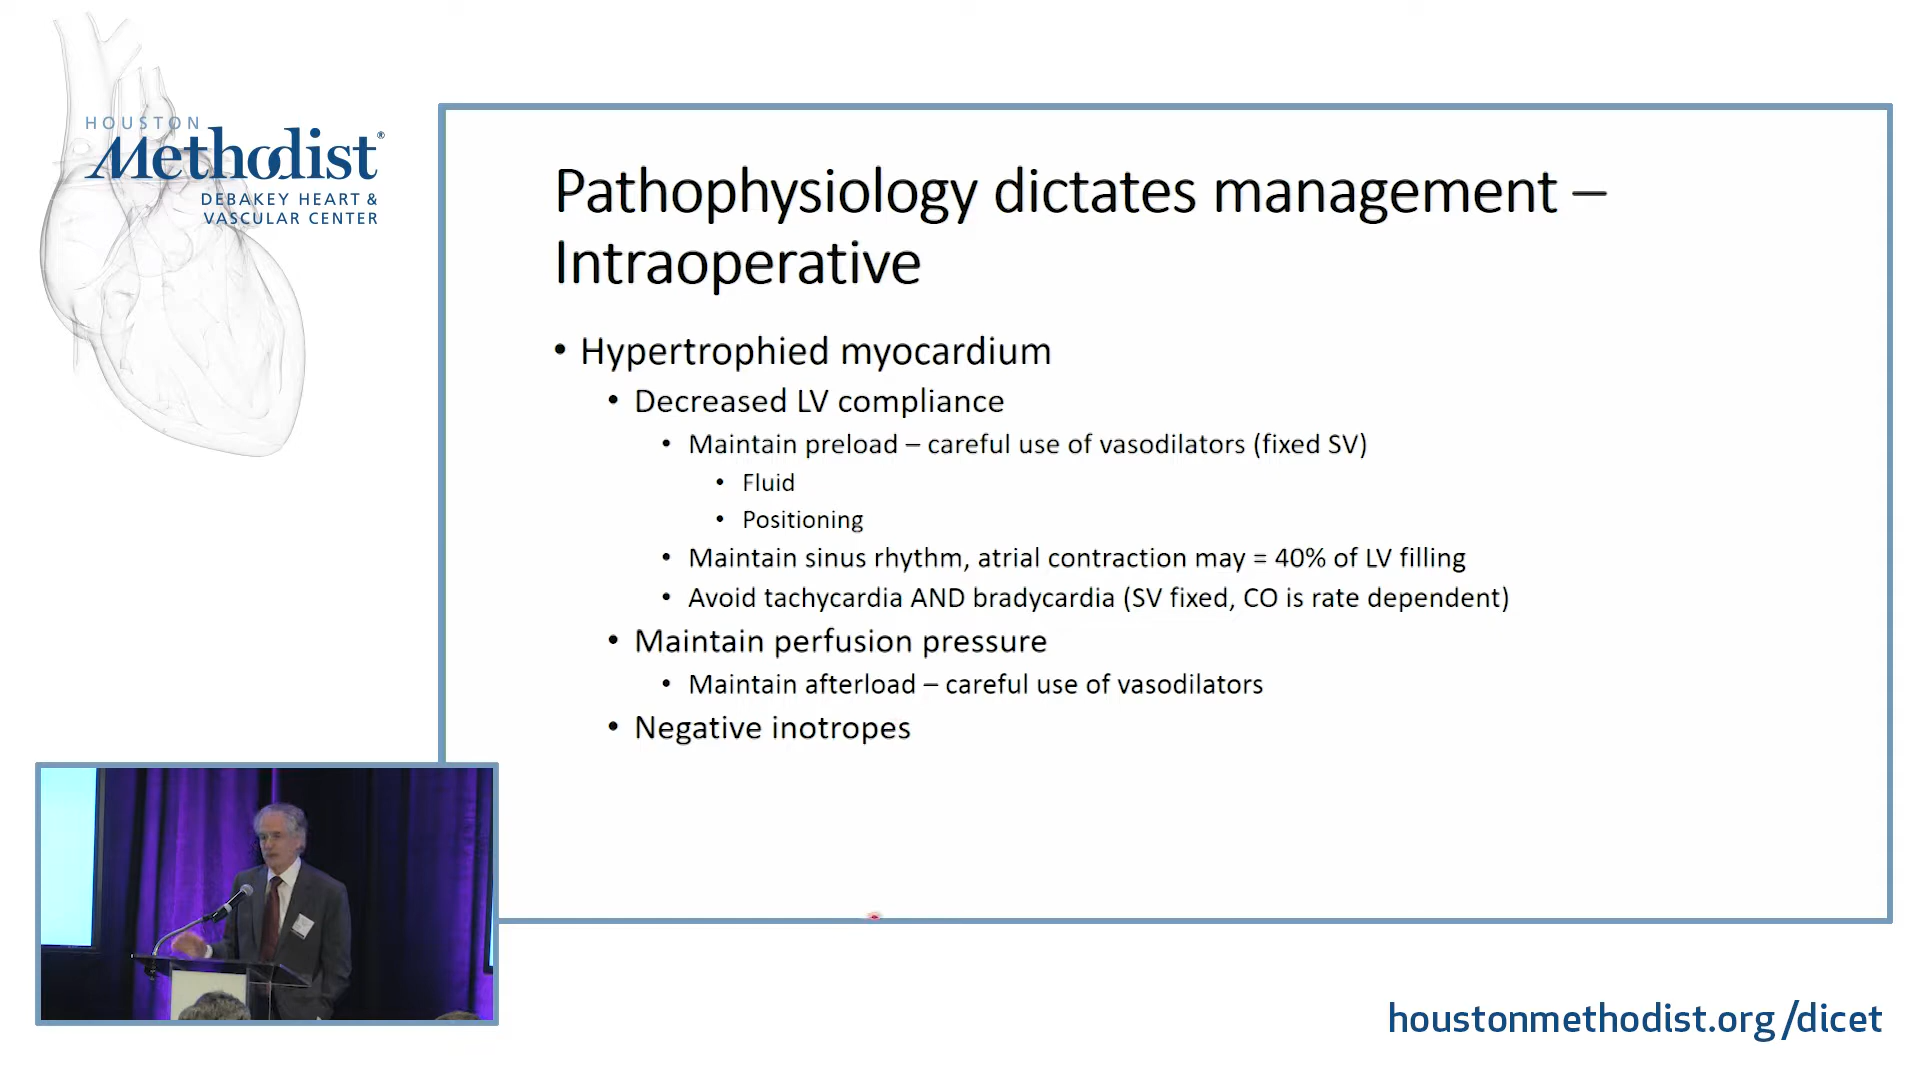 HOUSTON
Methodist®
DEBAKEY HEART &
VASCULAR CENTER
Pathophysiology dictates management –
Intraoperative
• Hypertrophied myocardium
• Decreased LV compliance
• Maintain preload – careful use of vasodilators (fixed SV)
• Fluid
• Positioning
• Maintain sinus rhythm, atrial contraction may = 40% of LV filling
• Avoid tachycardia AND bradycardia (SV fixed, CO is rate dependent)
• Maintain perfusion pressure
• Maintain afterload – careful use of vasodilators
• Negative inotropes
houstonmethodist.org/dicet